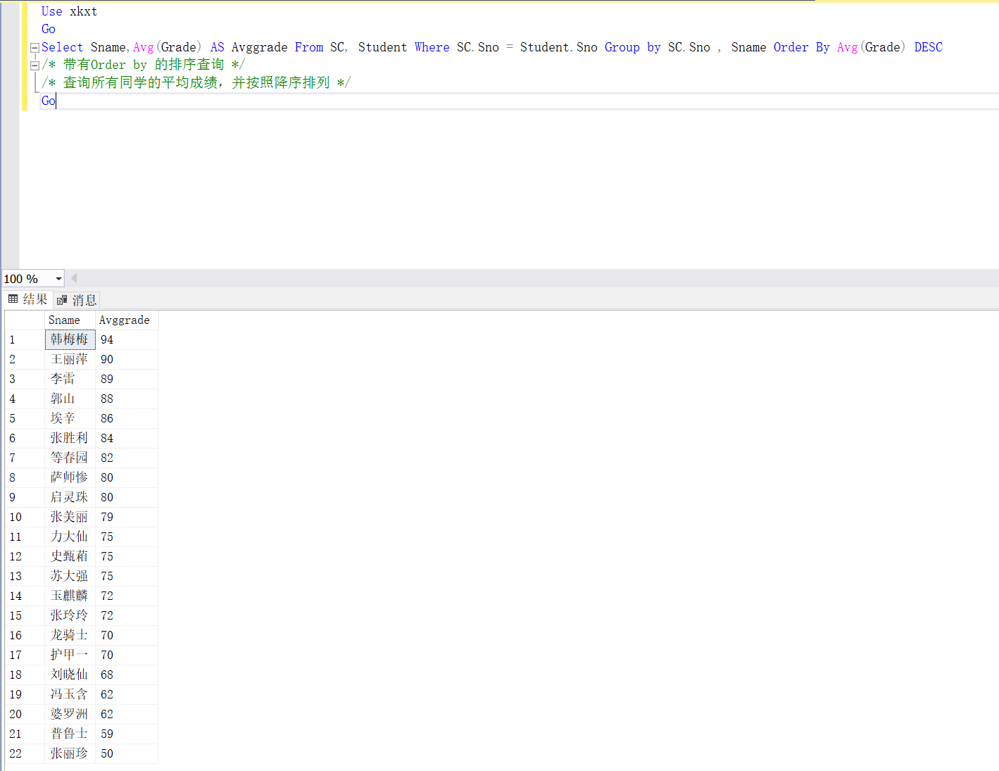 Use xkxt
Go
Select Sname,Avg(Grade) AS Avggrade From SC, Student Where SC.Sno = Student.Sno Group by SC.Sno , Sname Order By Avg(Grade) DESC
/* 带有Order by 的排序查询 */
/* 查询所有同学的平均成绩，并按照降序排列 */
Go
100 %
结果 消息
Sname Avggrade
1 韩梅梅 94
2 王丽萍 90
3 李雷 89
4 郭山 88
5 埃辛 86
6 张胜利 84
7 等春园 82
8 萨师惨 80
9 启灵珠 80
10 张美丽 79
11 力大仙 75
12 史甄 75
13 苏大强 75
14 玉麒麟 72
15 张玲玲 72
16 龙骑士 70
17 护甲一 70
18 刘晓仙 68
19 冯玉含 62
20 婆罗洲 62
21 普鲁士 59
22 张丽珍 50